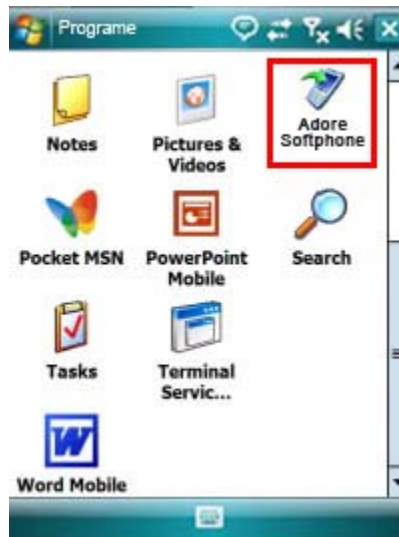 Programe
Notes
Pictures &
Videos
Adore
Softphone
Pocket MSN
PowerPoint
Mobile
Search
Tasks
Terminal
Servic...
Word Mobile